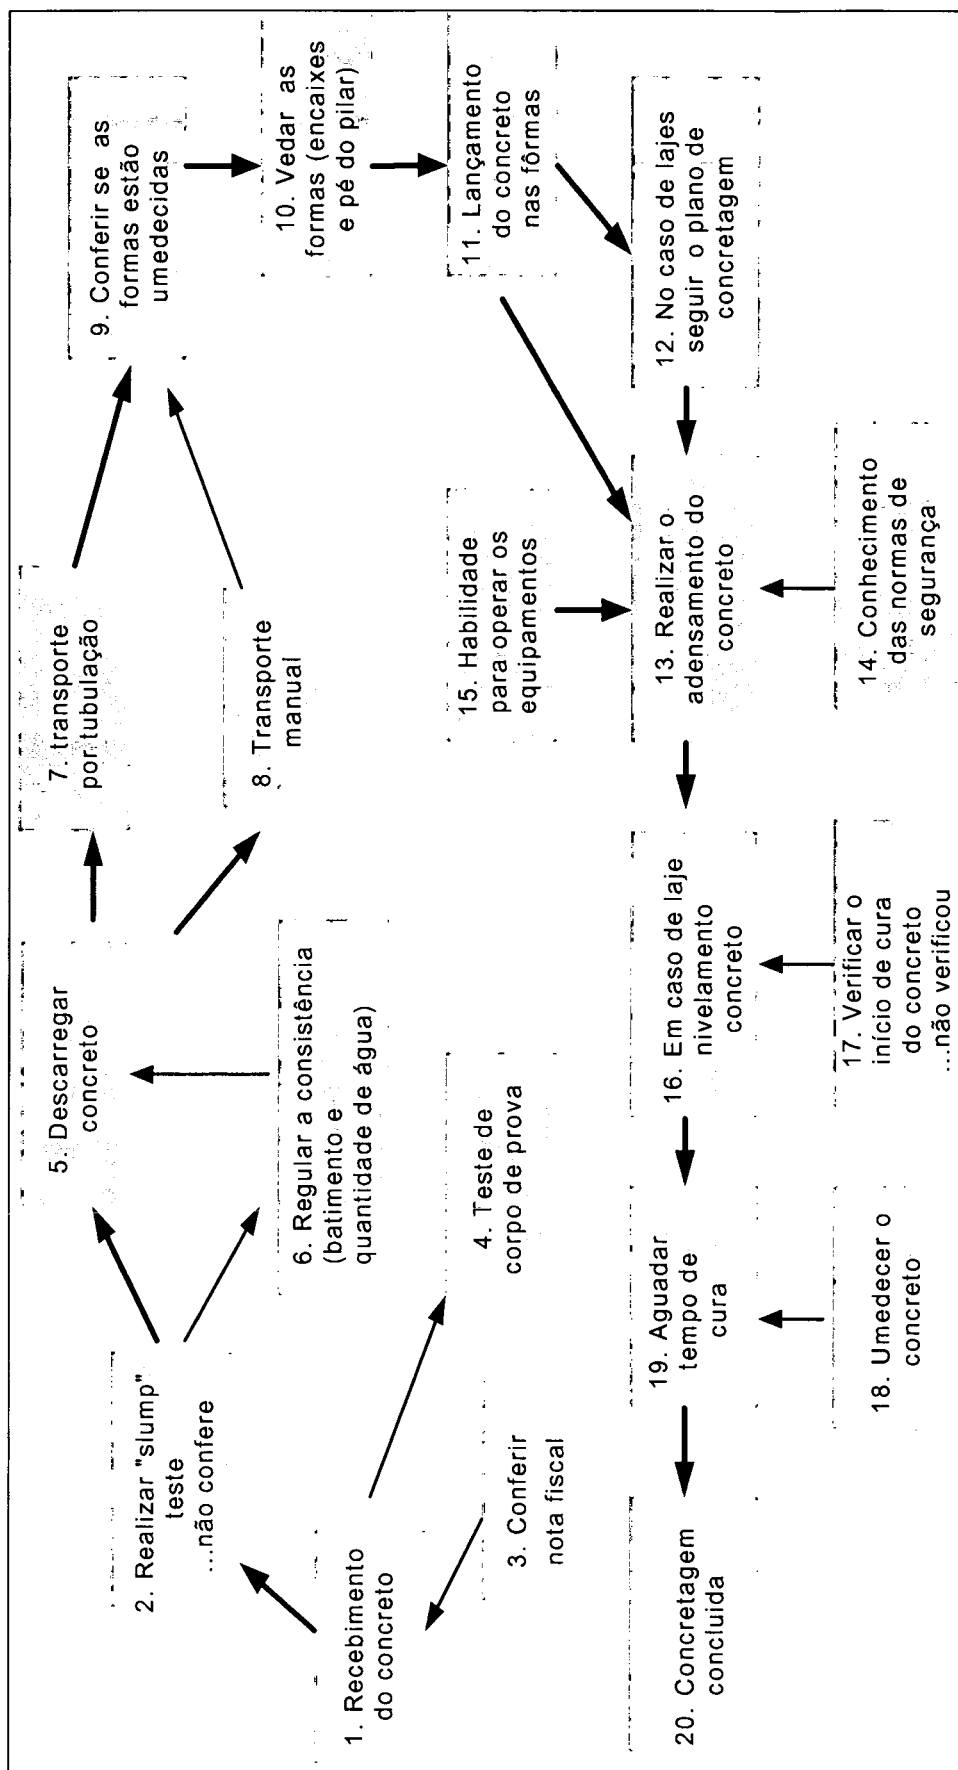 1. Recebimento
do concreto
2. Realizar "slump"
teste
...não confere
3. Conferir
nota fiscal
4. Teste de
corpo de prova
5. Descarregar
concreto
6. Regular a consistência
(batimento e
quantidade de água)
7. transporte
por tubulação
8. Transporte
manual
9. Conferir se as
formas estão
umedecidas
10. Vedar as
formas (encaixes
e pé do pilar)
11. Lançamento
do concreto
nas fôrmas
12. No caso de lajes
seguir o plano de
concretagem
13. Realizar o
adensamento do
concreto
14. Conhecimento
das normas de
segurança
15. Habilidade
para operar os
equipamentos
16. Em caso de laje
nivelamento
concreto
17. Verificar o
início de cura
do concreto
...não verificou
18. Umedecer o
concreto
19. Aguadar
tempo de
cura
20. Concretagem
concluida